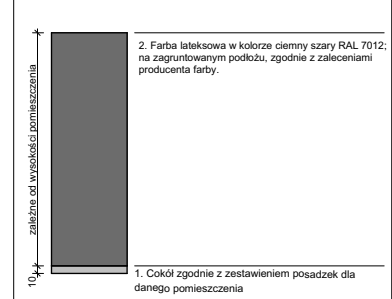 2. Farba lateksowa w kolorze ciemny szary RAL 7012;
na zagruntowanym podłożu, zgodnie z zaleceniami
producenta farby.
zależne od wysokości pomieszczenia
10
1. Cokół zgodnie z zestawieniem posadzek dla
danego pomieszczenia